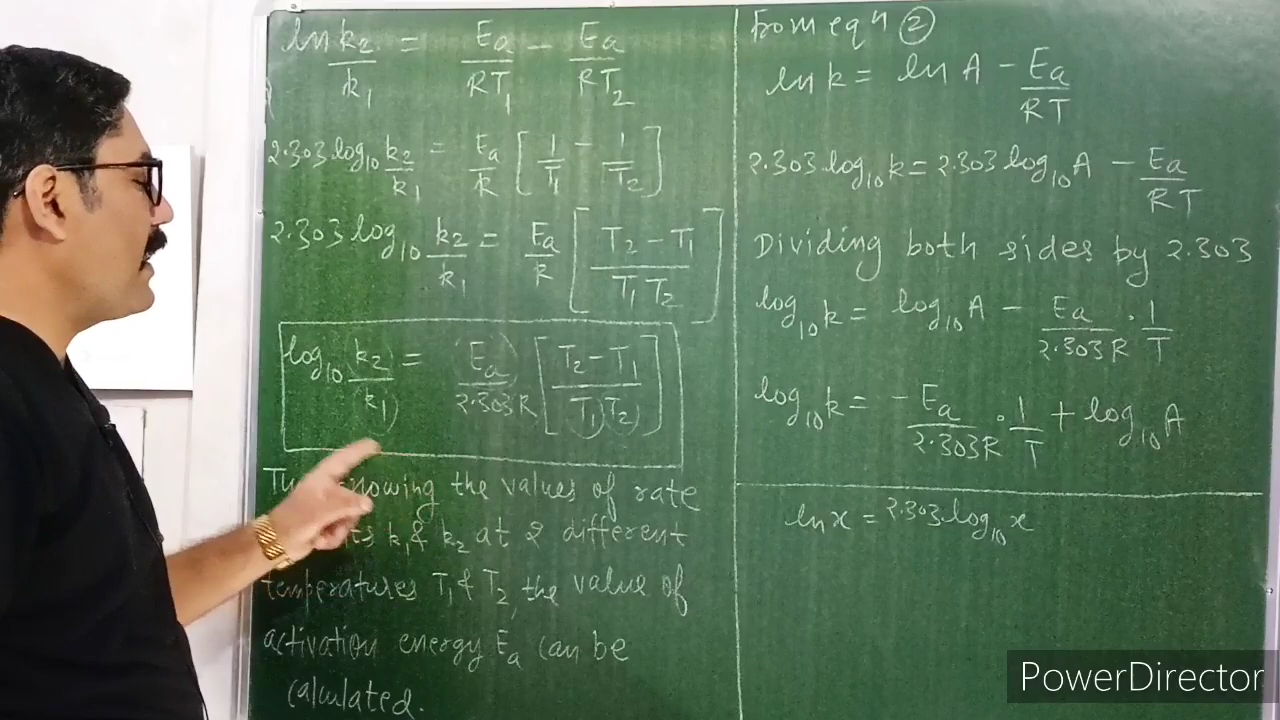 ln k2/k1 = Ea/RT1 - Ea/RT2
2.303 log10 k2/k1 = Ea/R [1/T1 - 1/T2]
2.303 log10 k2/k1 = Ea/R [T2 - T1/T1 T2]
log10 k2/k1 = Ea/2.303R [T2 - T1/T1 T2]
nowing the values of rate
k1 & k2 at 2 different
temperatures T1 & T2, the value of
activation energy Ea can be
calculated.
From eqn ②
ln k = ln A - Ea/RT
2.303 log10 k = 2.303 log10 A - Ea/RT
Dividing both sides by 2.303
log10 k = log10 A - Ea/2.303R . 1/T
log10 k = -Ea/2.303R . 1/T + log10 A
ln x = 2.303 log10 x
PowerDirector